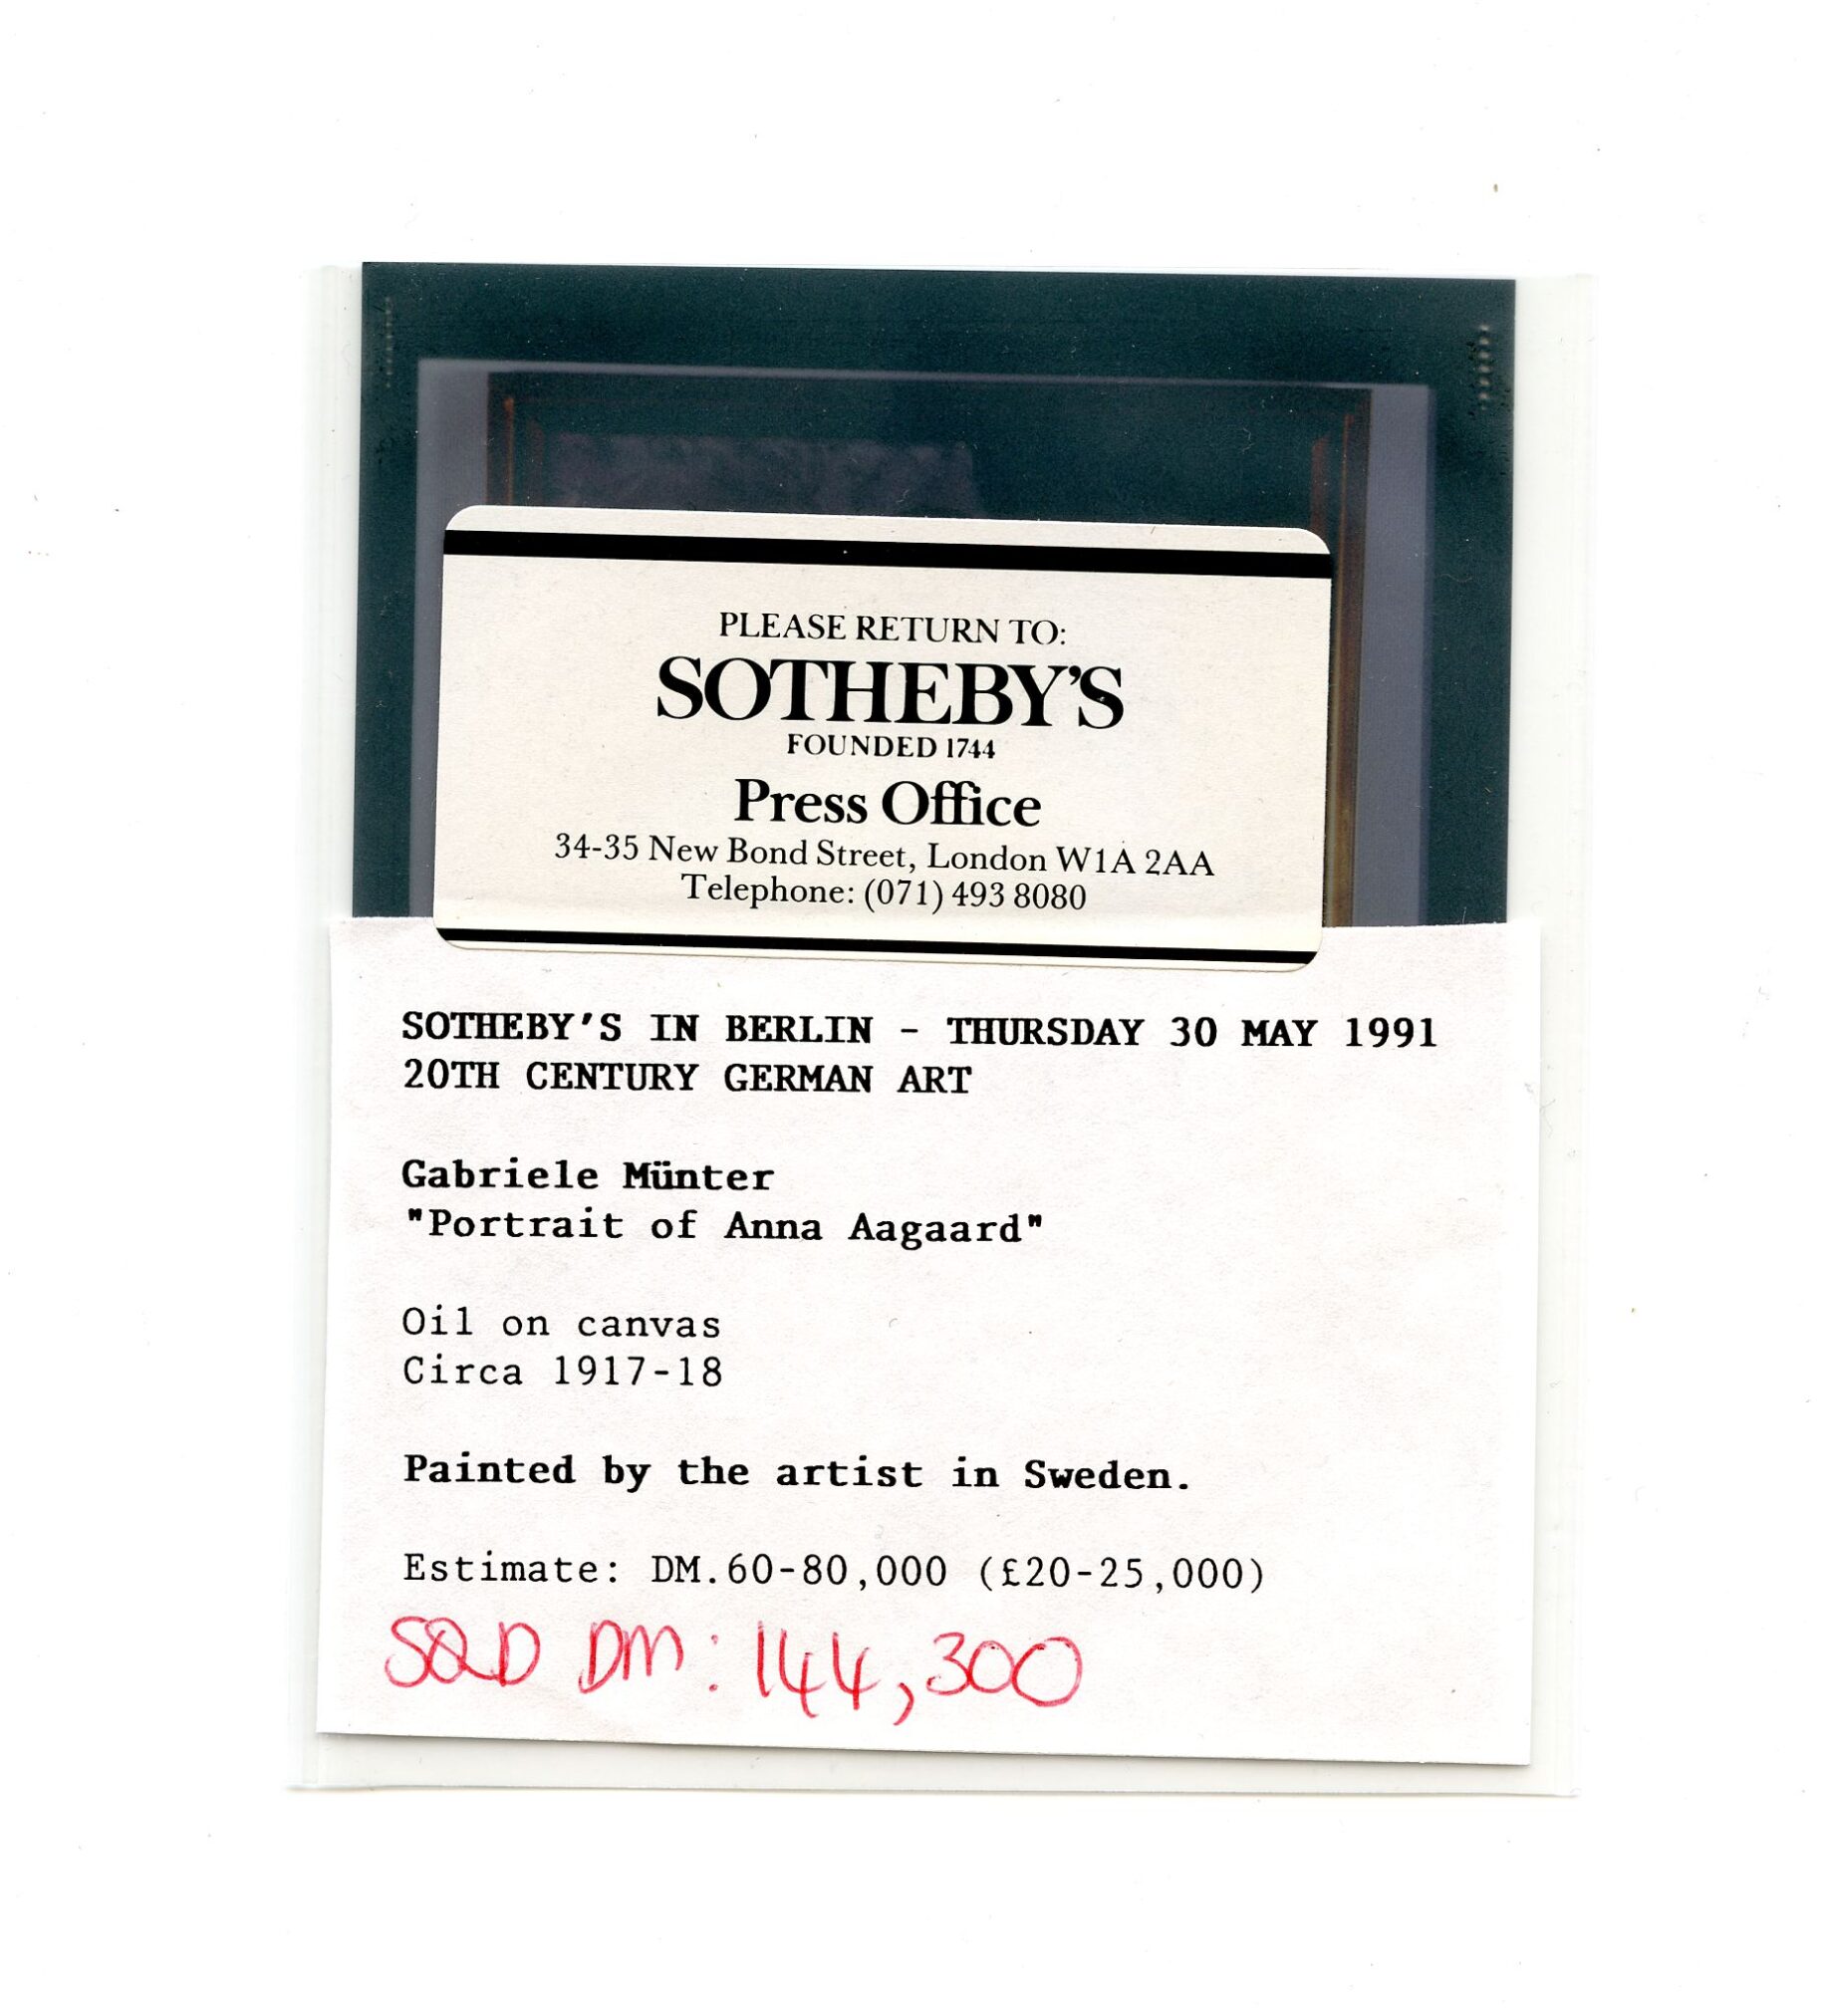 PLEASE RETURN TO:
SOTHEBY'S
FOUNDED 1744
Press Office
34-35 New Bond Street, London W1A 2AA
Telephone: (071) 493 8080
SOTHEBY'S IN BERLIN - THURSDAY 30 MAY 1991
20TH CENTURY GERMAN ART
Gabriele Münter
"Portrait of Anna Aagaard"
Oil on canvas
Circa 1917-18
Painted by the artist in Sweden.
Estimate: DM.60-80,000 (£20-25,000)
SOLD DM: 144,300